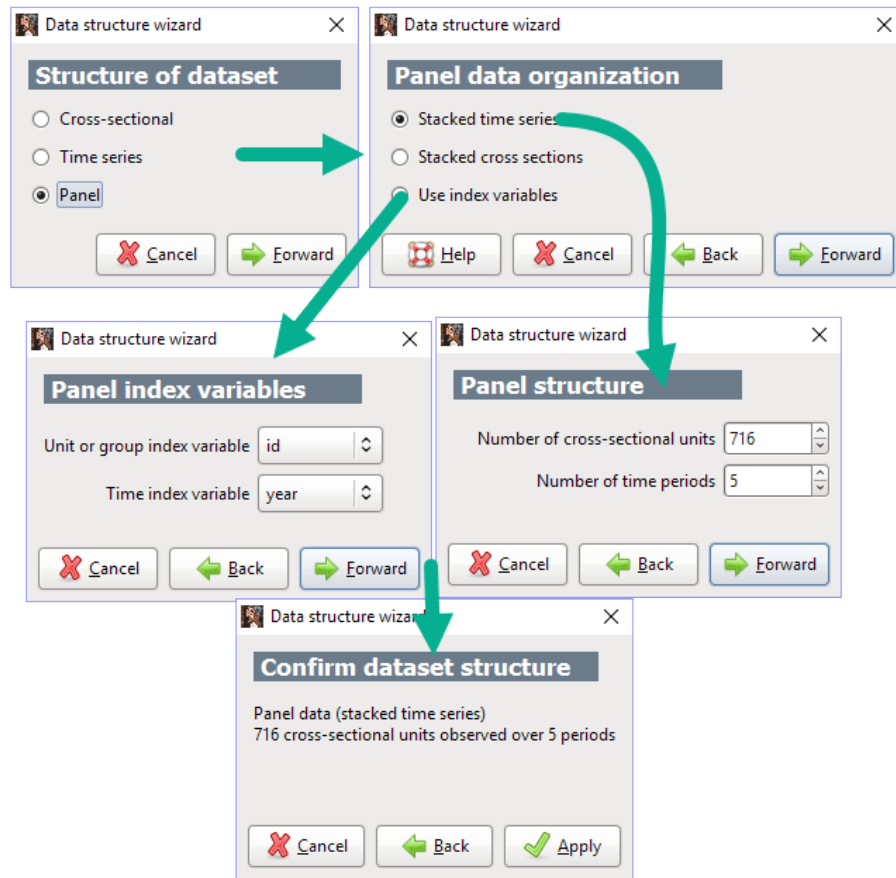 Data structure wizard
Structure of dataset
Cross-sectional
Time series
Panel
Cancel
Forward
Data structure wizard
Panel data organization
Stacked time series
Stacked cross sections
Use index variables
Help
Cancel
Back
Forward
Data structure wizard
Panel index variables
Unit or group index variable id
Time index variable year
Cancel
Back
Forward
Data structure wizard
Panel structure
Number of cross-sectional units 716
Number of time periods 5
Cancel
Back
Forward
Data structure wizard
Confirm dataset structure
Panel data (stacked time series)
716 cross-sectional units observed over 5 periods
Cancel
Back
Apply